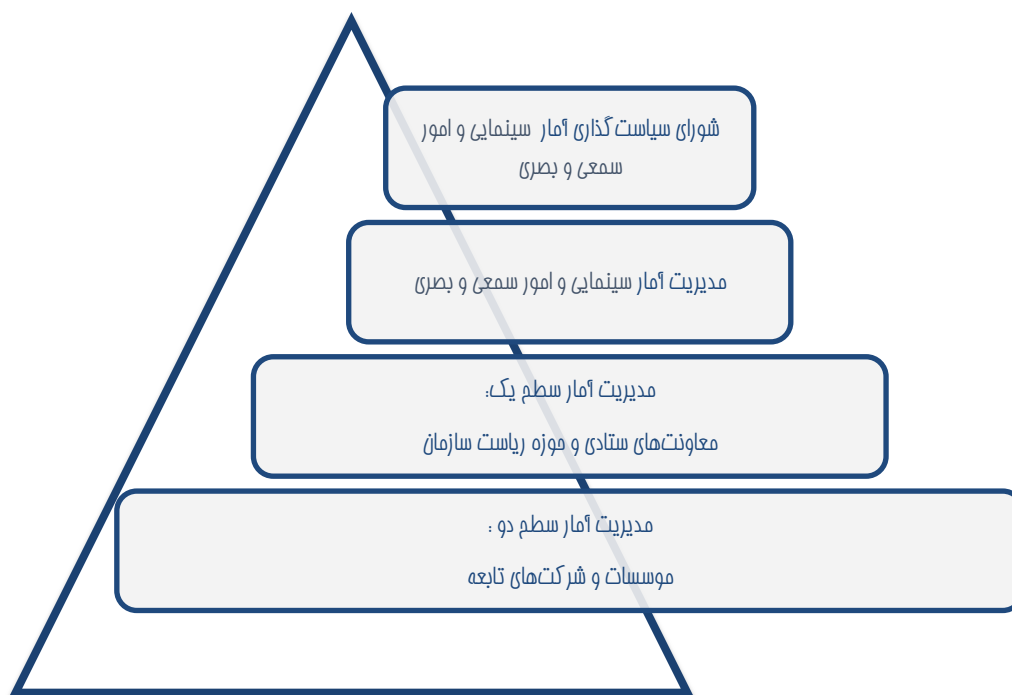 شورای سیاست گذاری آمار سینمایی و امور
سمعی و بصری
مدیریت آمار سینمایی و امور سمعی و بصری
مدیریت آمار سطح یک:
معاونت‌های ستادی و حوزه ریاست سازمان
مدیریت آمار سطح دو :
موسسات و شرکت‌های تابعه